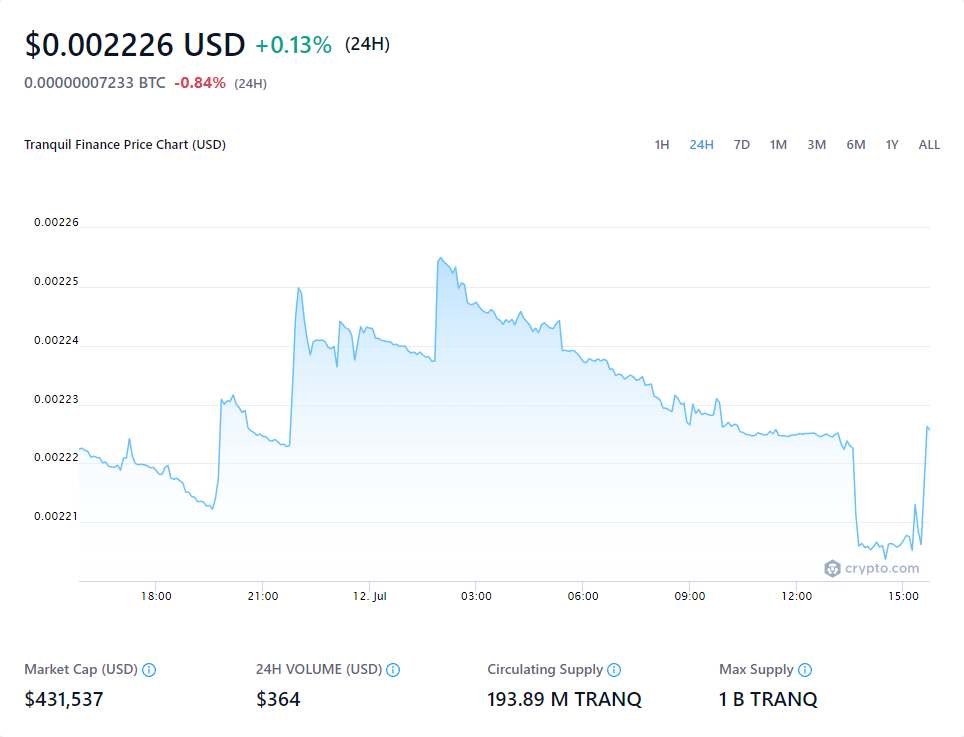 $0.002226 USD +0.13% (24H)
0.00000007233 BTC -0.84% (24H)
Tranquil Finance Price Chart (USD)
1H 24H 7D 1M 3M 6M 1Y ALL
0.00226
0.00225
0.00224
0.00223
0.00222
0.00221
crypto.com
18:00 21:00 12. Jul 03:00 06:00 09:00 12:00 15:00
Market Cap (USD) 24H VOLUME (USD) Circulating Supply Max Supply
$431,537 $364 193.89 M TRANQ 1 B TRANQ